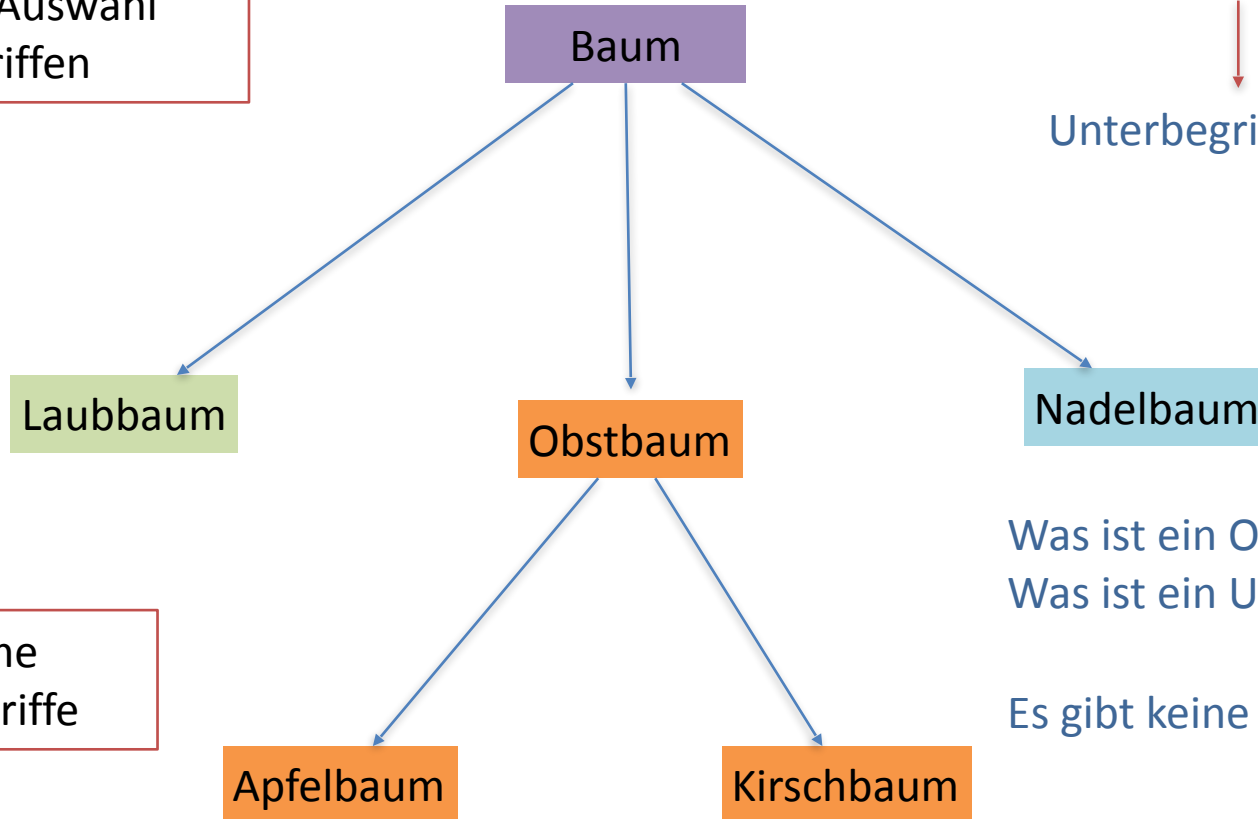 Auswahl
riffen
Baum
Unterbegri
Laubbaum
Obstbaum
Nadelbaum
Was ist ein O
Was ist ein U
Es gibt keine
ne
riffe
Apfelbaum
Kirschbaum